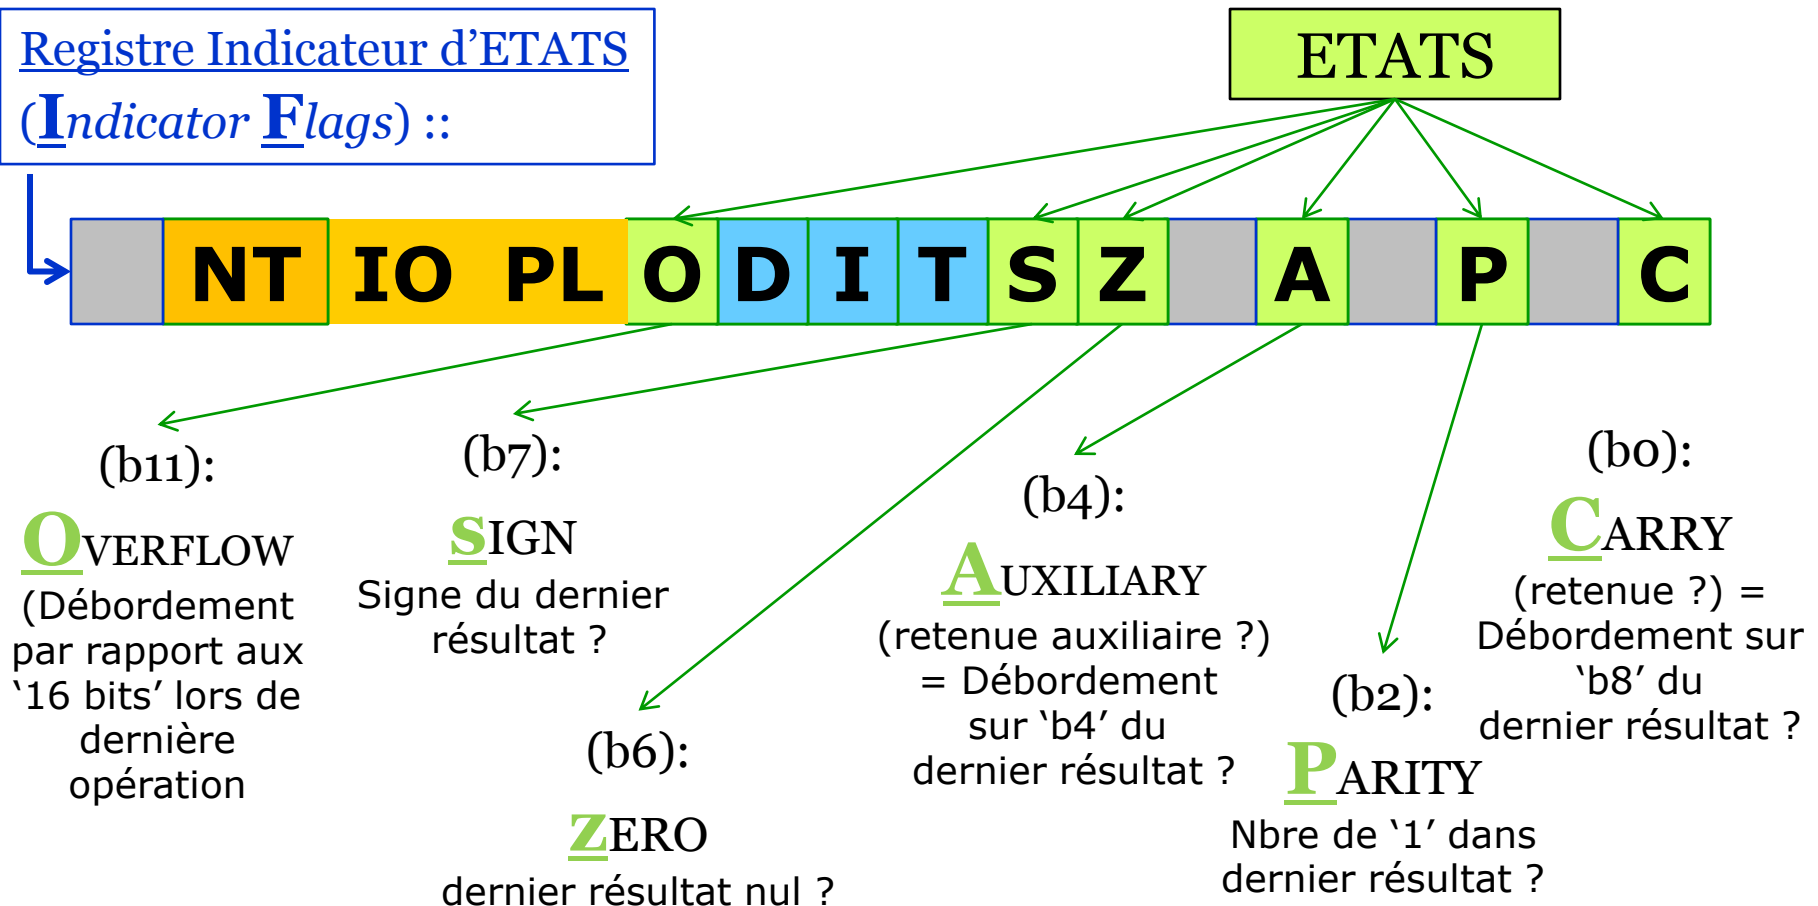 Registre Indicateur d’ETATS
(Indicator Flags) ::
ETATS
NT IO PL O D I T S Z A P C
(b11):
OVERFLOW
(Débordement
par rapport aux
‘16 bits’ lors de
dernière
opération
(b7):
sIGN
Signe du dernier
résultat ?
(b6):
zERO
dernier résultat nul ?
(b4):
AUXILIARY
(retenue auxiliaire ?)
= Débordement
sur ‘b4’ du
dernier résultat ?
(b2):
PARITY
Nbre de ‘1’ dans
dernier résultat ?
(b0):
CARRY
(retenue ?) =
Débordement sur
‘b8’ du
dernier résultat ?